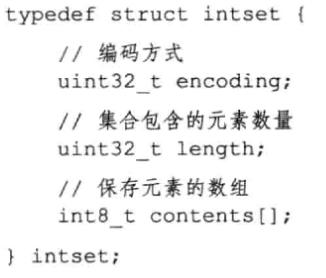 typedef struct intset {
// 编码方式
uint32_t encoding;
// 集合包含的元素数量
uint32_t length;
// 保存元素的数组
int8_t contents[];
} intset;